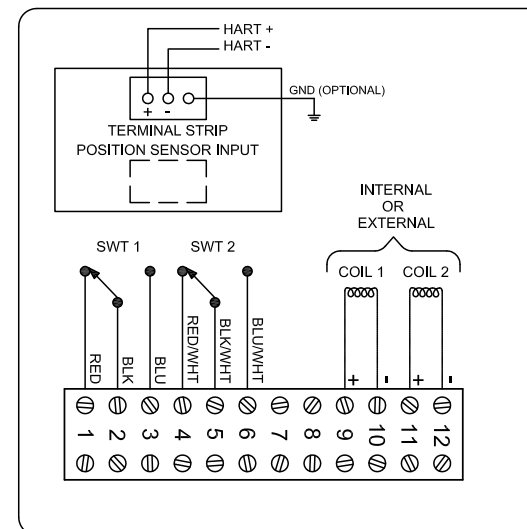 HART +
HART -
GND (OPTIONAL)
+ -
TERMINAL STRIP
POSITION SENSOR INPUT
INTERNAL
OR
EXTERNAL
SWT 1 SWT 2
COIL 1 COIL 2
RED BLK BLU RED/WHT BLK/WHT BLU/WHT
+ - + -
1 2 3 4 5 6 7 8 9 10 11 12